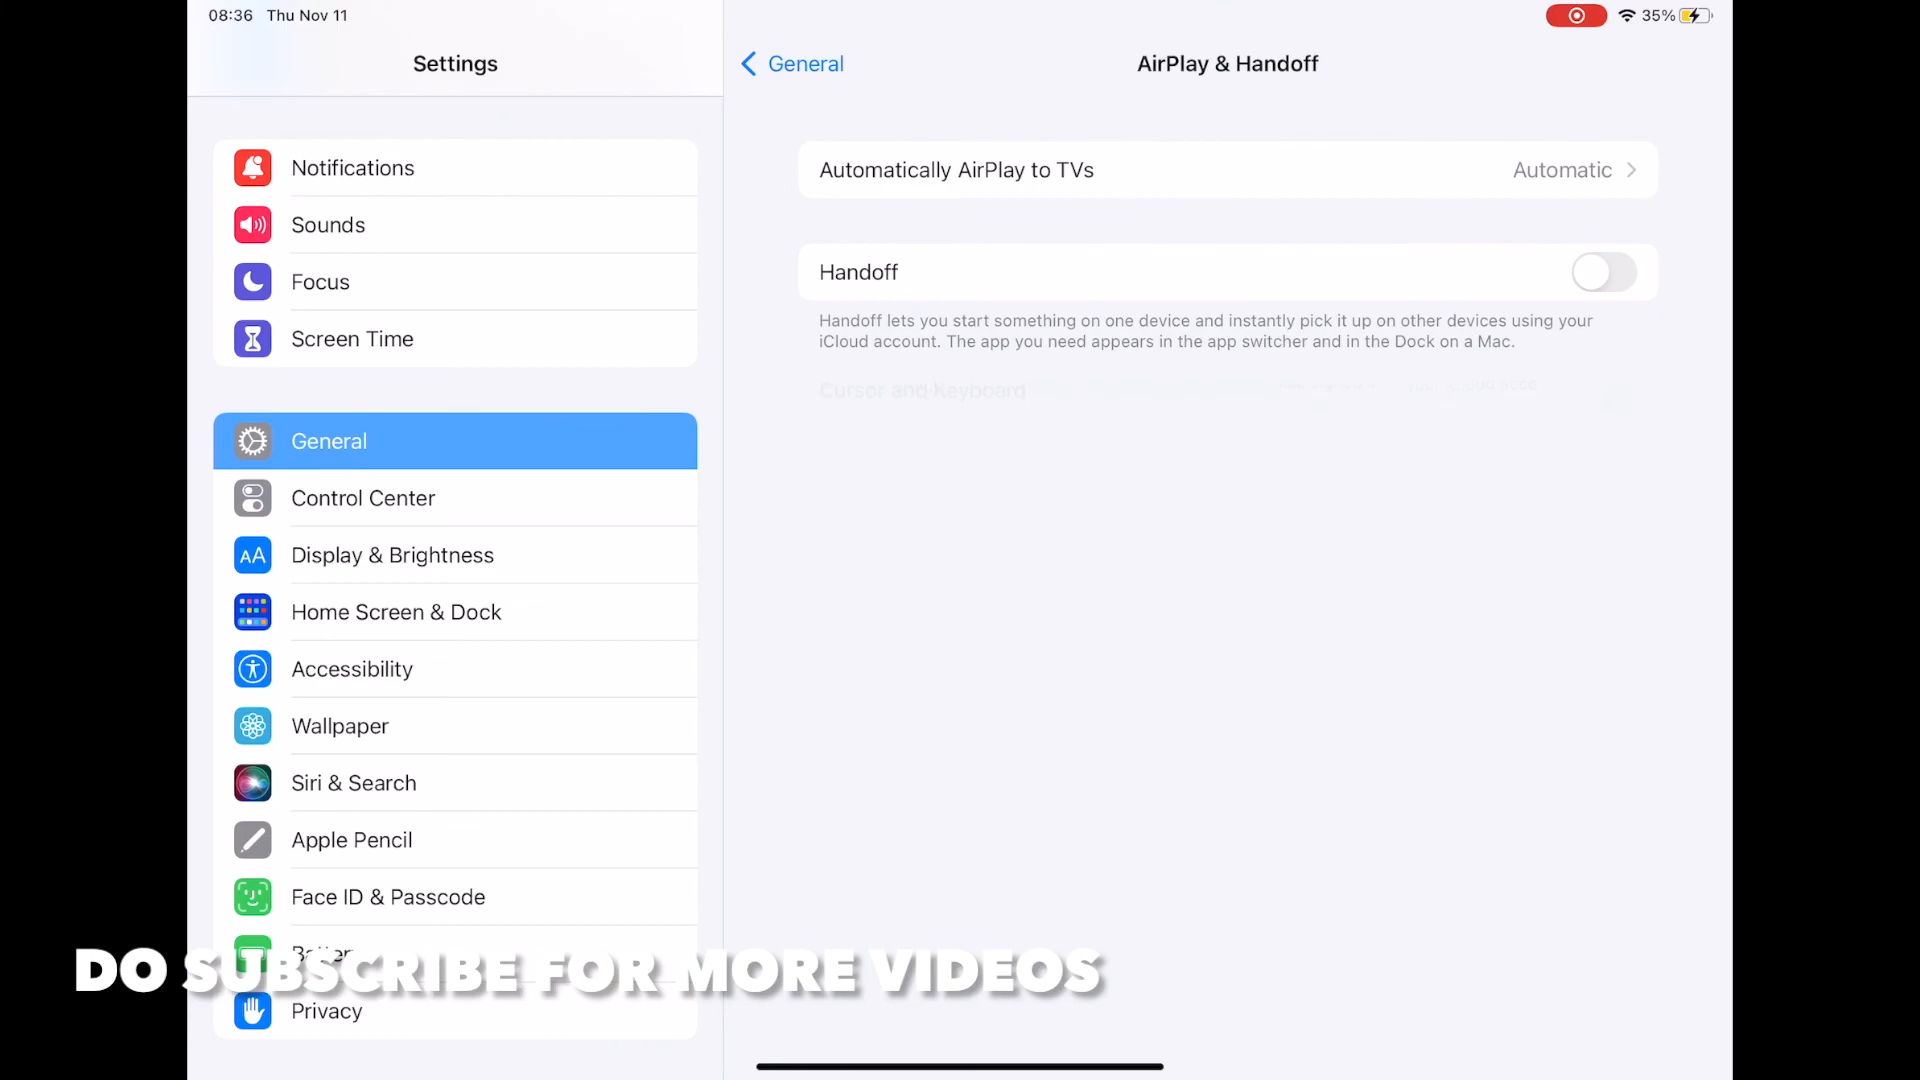 08:36 Thu Nov 11
35%
Settings
General
AirPlay & Handoff
Notifications
Sounds
Focus
Screen Time
General
Control Center
AA Display & Brightness
Home Screen & Dock
Accessibility
Wallpaper
Siri & Search
Apple Pencil
Face ID & Passcode
Privacy
Automatically AirPlay to TVs Automatic
Handoff
Handoff lets you start something on one device and instantly pick it up on other devices using your
iCloud account. The app you need appears in the app switcher and in the Dock on a Mac.
Cursor and Keyboard
DO SUBSCRIBE FOR MORE VIDEOS